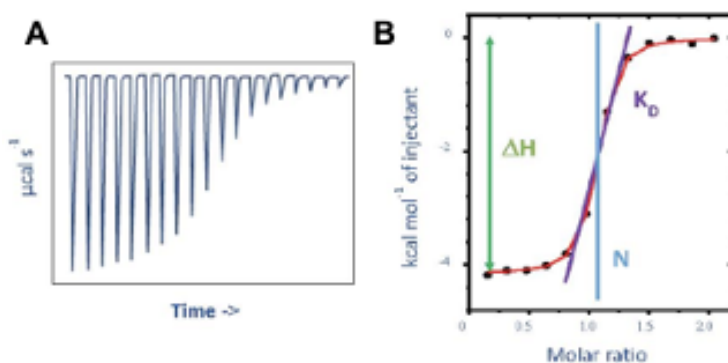 A
µcal s⁻¹
Time ->
B
kcal mol⁻¹ of injectant
0
-2
-4
ΔH
K_D
N
0 0.5 1.0 1.5 2.0
Molar ratio